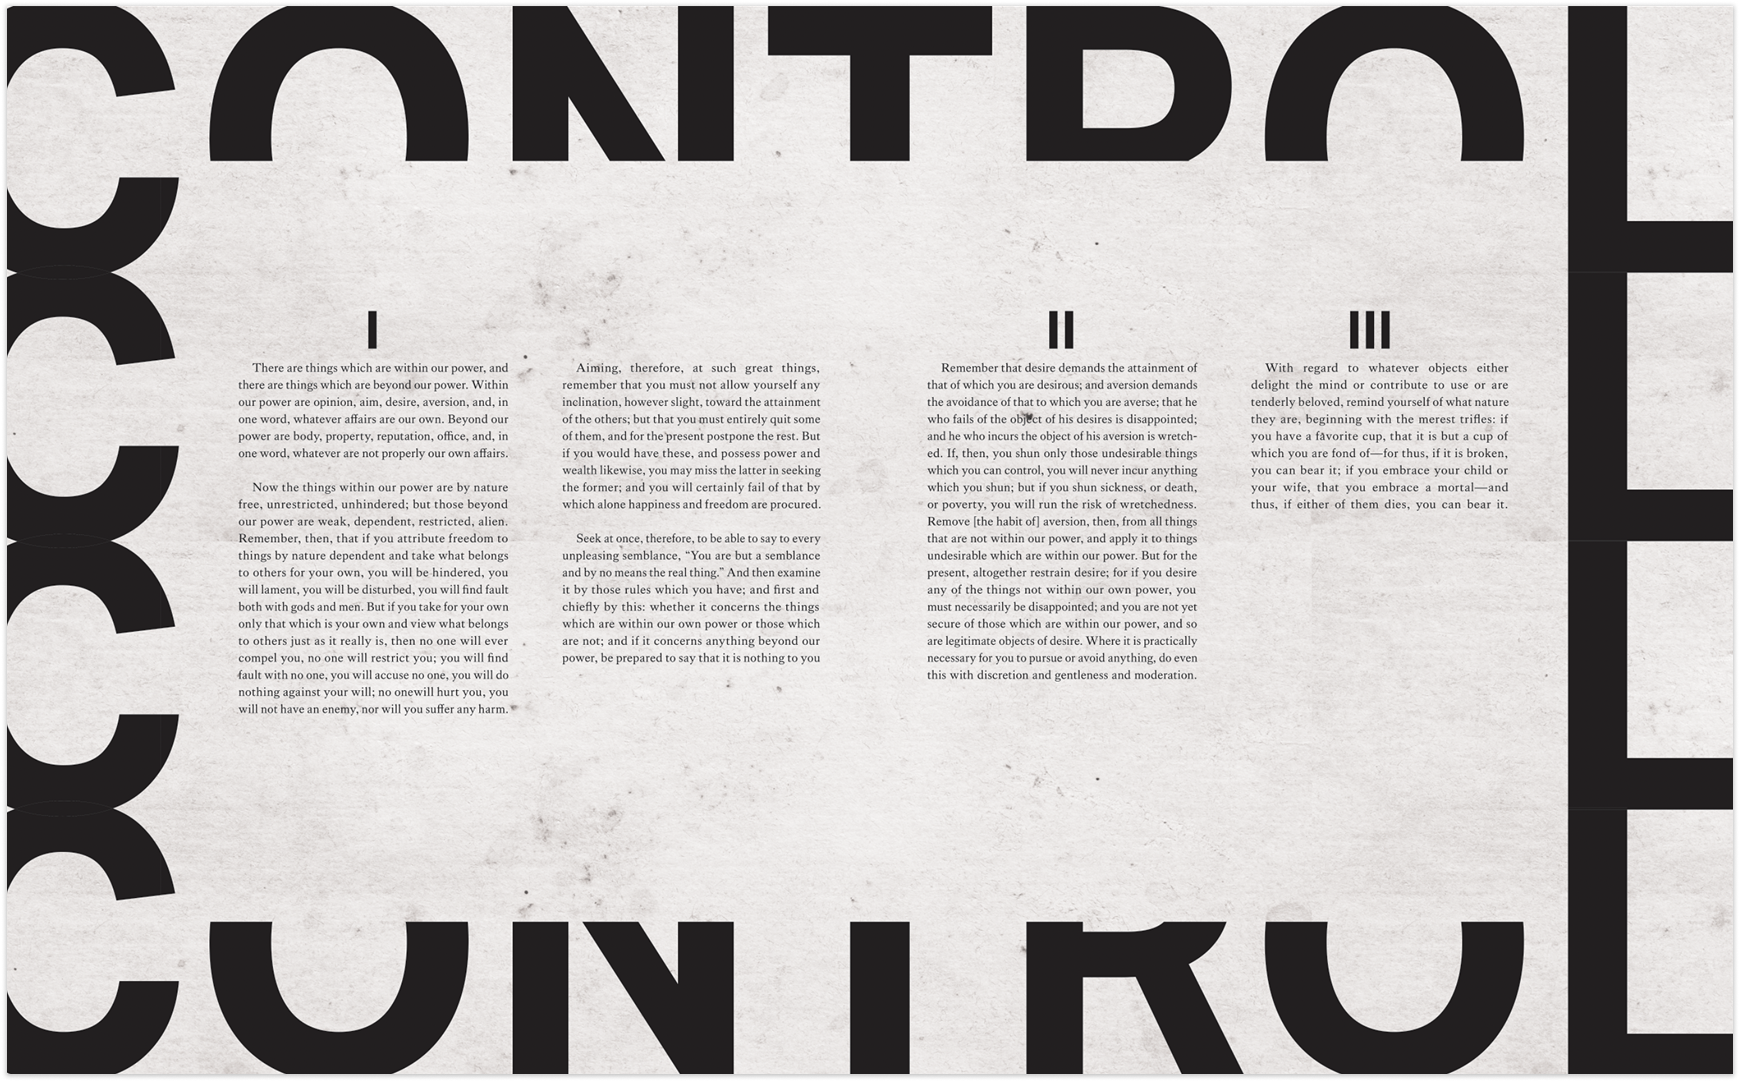 CONTROL
C
C
C
L
L
L
I
There are things which are within our power, and
there are things which are beyond our power. Within
our power are opinion, aim, desire, aversion, and, in
one word, whatever affairs are our own. Beyond our
power are body, property, reputation, office, and, in
one word, whatever are not properly our own affairs.
Now the things within our power are by nature
free, unrestricted, unhindered; but those beyond
our power are weak, dependent, restricted, alien.
Remember, then, that if you attribute freedom to
things by nature dependent and take what belongs
to others for your own, you will be hindered, you
will lament, you will be disturbed, you will find fault
both with gods and men. But if you take for your own
only that which is your own and view what belongs
to others just as it really is, then no one will ever
compel you, no one will restrict you; you will find
fault with no one, you will accuse no one, you will do
nothing against your will; no onewill hurt you, you
will not have an enemy, nor will you suffer any harm.
Aiming, therefore, at such great things,
remember that you must not allow yourself any
inclination, however slight, toward the attainment
of the others; but that you must entirely quit some
of them, and for the present postpone the rest. But
if you would have these, and possess power and
wealth likewise, you may miss the latter in seeking
the former; and you will certainly fail of that by
which alone happiness and freedom are procured.
Seek at once, therefore, to be able to say to every
unpleasing semblance, “You are but a semblance
and by no means the real thing.” And then examine
it by those rules which you have; and first and
chiefly by this: whether it concerns the things
which are within our own power or those which
are not; and if it concerns anything beyond our
power, be prepared to say that it is nothing to you
II
Remember that desire demands the attainment of
that of which you are desirous; and aversion demands
the avoidance of that to which you are averse; that he
who fails of the object of his desires is disappointed;
and he who incurs the object of his aversion is wretch-
ed. If, then, you shun only those undesirable things
which you can control, you will never incur anything
which you shun; but if you shun sickness, or death,
or poverty, you will run the risk of wretchedness.
Remove [the habit of] aversion, then, from all things
that are not within our power, and apply it to things
undesirable which are within our power. But for the
present, altogether restrain desire; for if you desire
any of the things not within our own power, you
must necessarily be disappointed; and you are not yet
secure of those which are within our power, and so
are legitimate objects of desire. Where it is practically
necessary for you to pursue or avoid anything, do even
this with discretion and gentleness and moderation.
III
With regard to whatever objects either
delight the mind or contribute to use or are
tenderly beloved, remind yourself of what nature
they are, beginning with the merest trifles: if
you have a favorite cup, that it is but a cup of
which you are fond of—for thus, if it is broken,
you can bear it; if you embrace your child or
your wife, that you embrace a mortal—and
thus, if either of them dies, you can bear it.
CONTROL